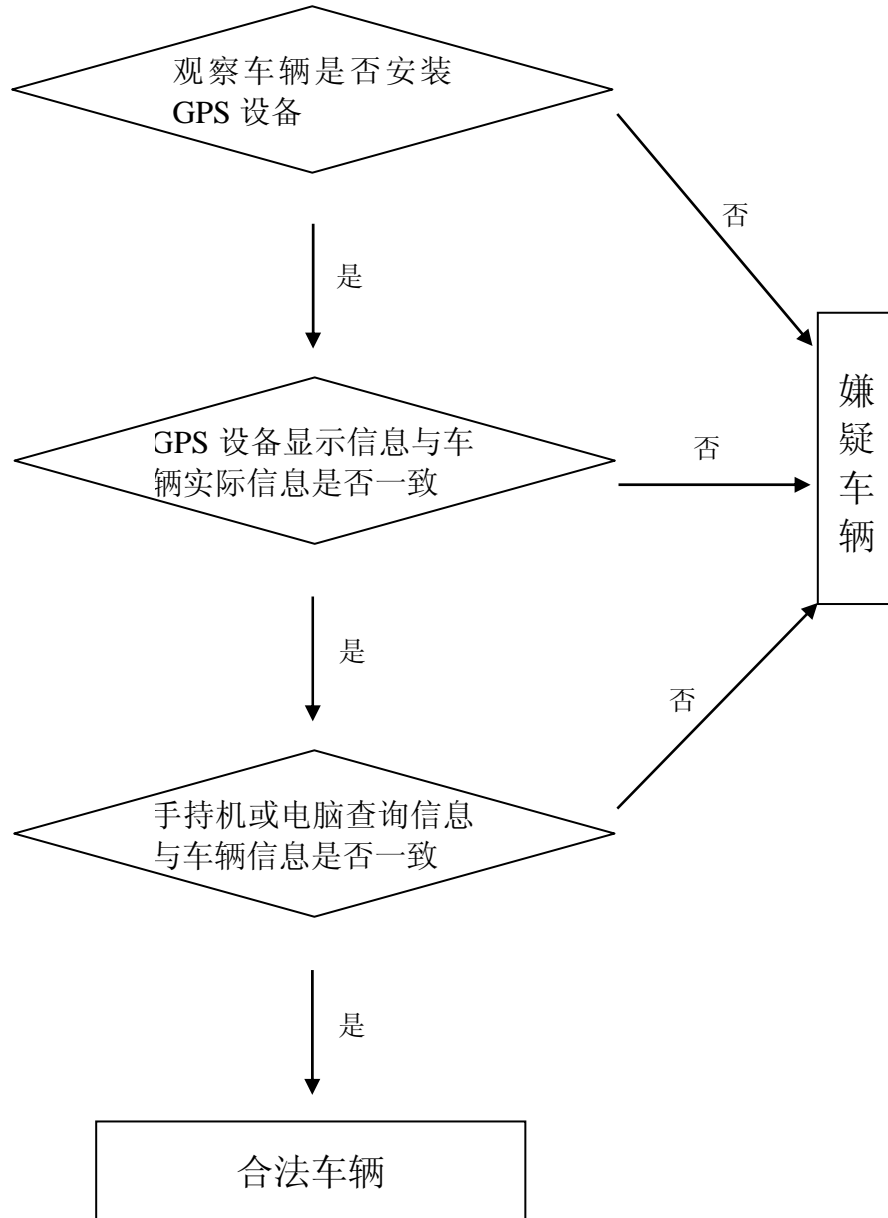 观察车辆是否安装
GPS 设备
否
是
嫌
疑
车
辆
GPS 设备显示信息与车
辆实际信息是否一致
否
是
否
手持机或电脑查询信息
与车辆信息是否一致
是
合法车辆